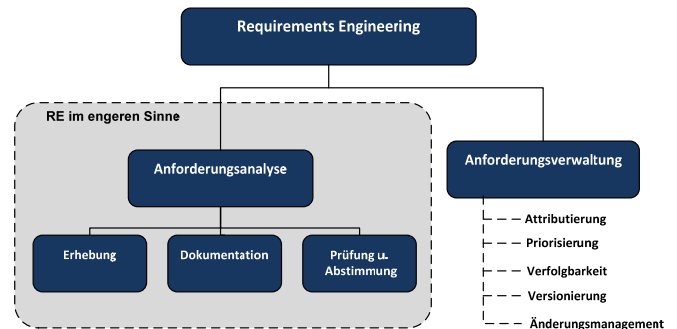 Requirements Engineering
RE im engeren Sinne
Anforderungsanalyse
Anforderungsverwaltung
Erhebung
Dokumentation
Prüfung u.
Abstimmung
Attributierung
Priorisierung
Verfolgbarkeit
Versionierung
Änderungsmanagement